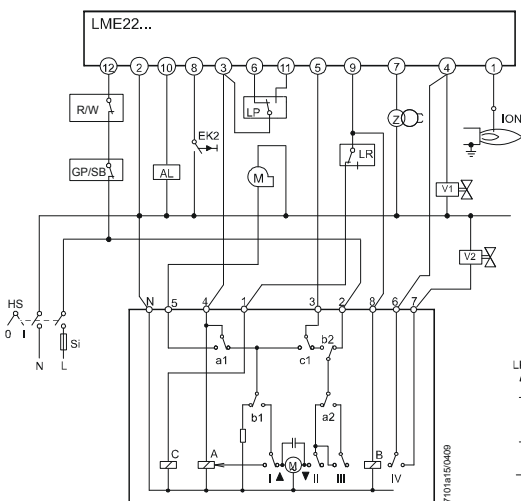 LME22...
12 2 10 8 3 6 11 5 9 7 4 1
R/W
EK2
LP
Z
ION
GP/SB
AL
M
LR
V1
V2
HS
0 I
Si
N L
N 5 4 1 3 2 8 6 7
a1
c1
b2
b1
a2
C
A
I
M
II
III
B
IV
7101a15/0409